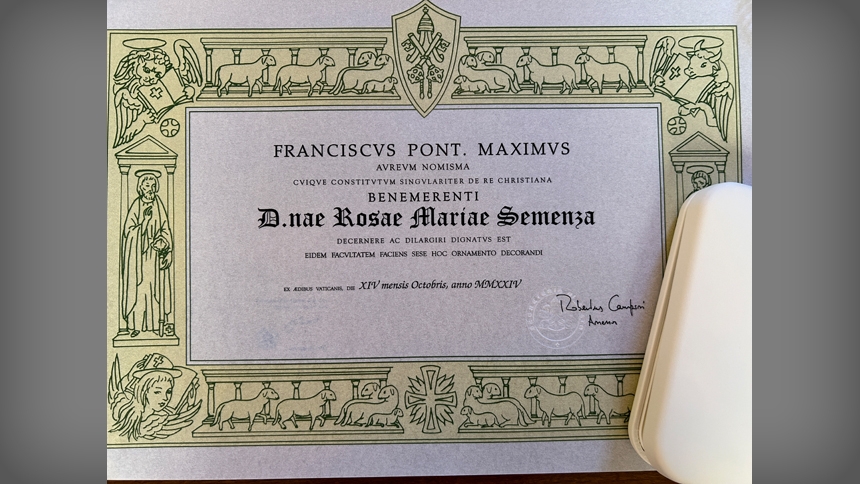 FRANCISCVS PONT. MAXIMVS
AVREVM NOMISMA
CVIQVE CONSTITVTVM SINGVLARITER DE RE CHRISTIANA
BENEMERENTI
D.nae Rosae Mariae Semenza
DECERNERE AC DILARGIRI DIGNATVS EST
EIDEM FACVLTATEM FACIENS SESE HOC ORNAMENTO DECORANDI
EX ÆDIBUS VATICANIS, DIE XIV mensis Octobris, anno MMXXIV